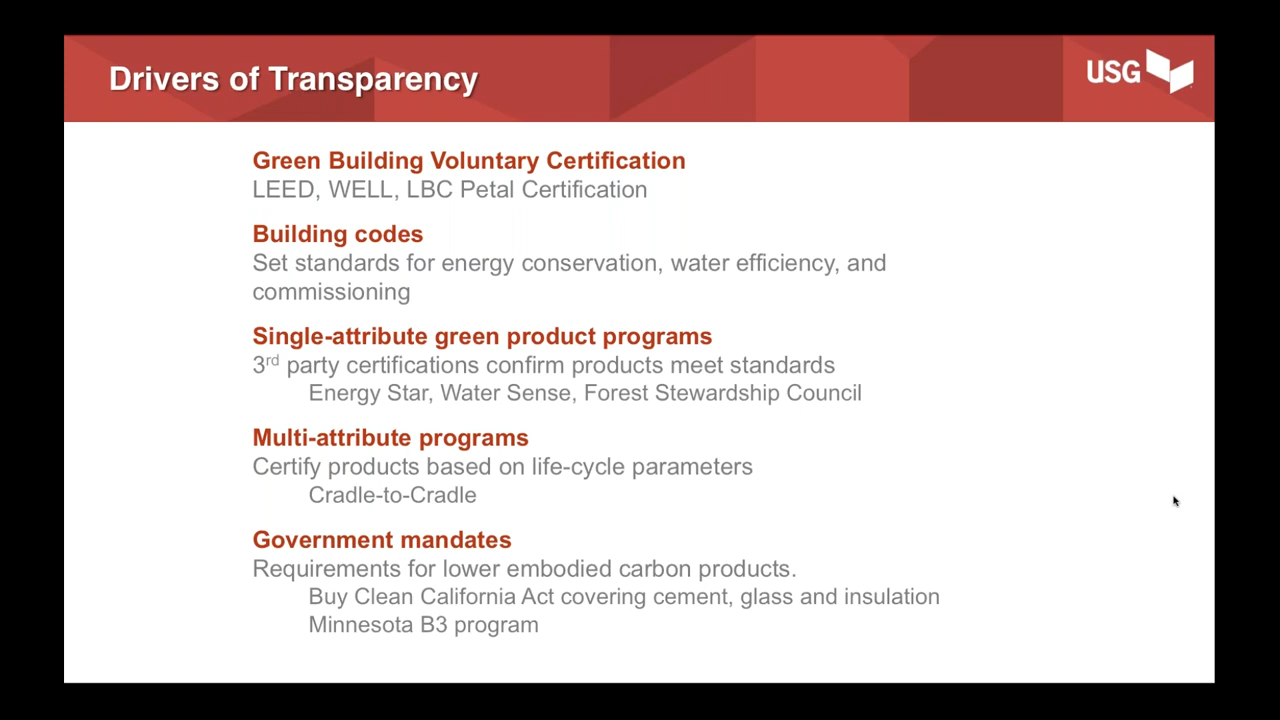 Drivers of Transparency
USG
Green Building Voluntary Certification
LEED, WELL, LBC Petal Certification
Building codes
Set standards for energy conservation, water efficiency, and
commissioning
Single-attribute green product programs
3rd party certifications confirm products meet standards
Energy Star, Water Sense, Forest Stewardship Council
Multi-attribute programs
Certify products based on life-cycle parameters
Cradle-to-Cradle
Government mandates
Requirements for lower embodied carbon products.
Buy Clean California Act covering cement, glass and insulation
Minnesota B3 program